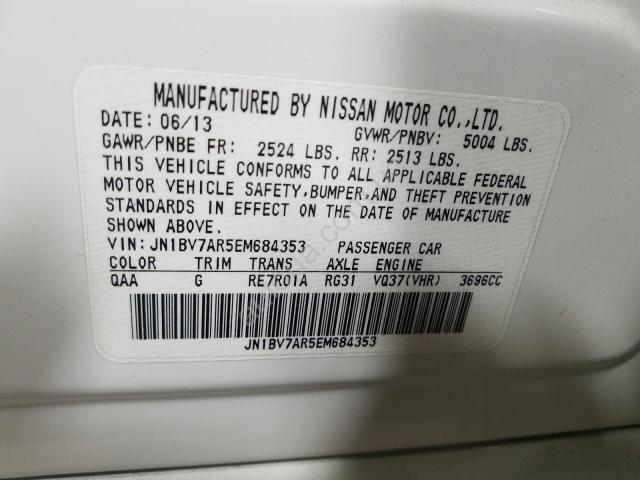 MANUFACTURED BY NISSAN MOTOR CO.,LTD.
DATE: 06/13 GVWR/PNBV: 5004 LBS.
GAWR/PNBE FR: 2524 LBS. RR: 2513 LBS.
THIS VEHICLE CONFORMS TO ALL APPLICABLE FEDERAL
MOTOR VEHICLE SAFETY,BUMPER,AND THEFT PREVENTION
STANDARDS IN EFFECT ON THE DATE OF MANUFACTURE
SHOWN ABOVE.
VIN: JN1BV7AR5EM684353 PASSENGER CAR
COLOR TRIM TRANS AXLE ENGINE
QAA G RE7R01A RG31 VQ37(VHR) 3696CC
JN1BV7AR5EM684353